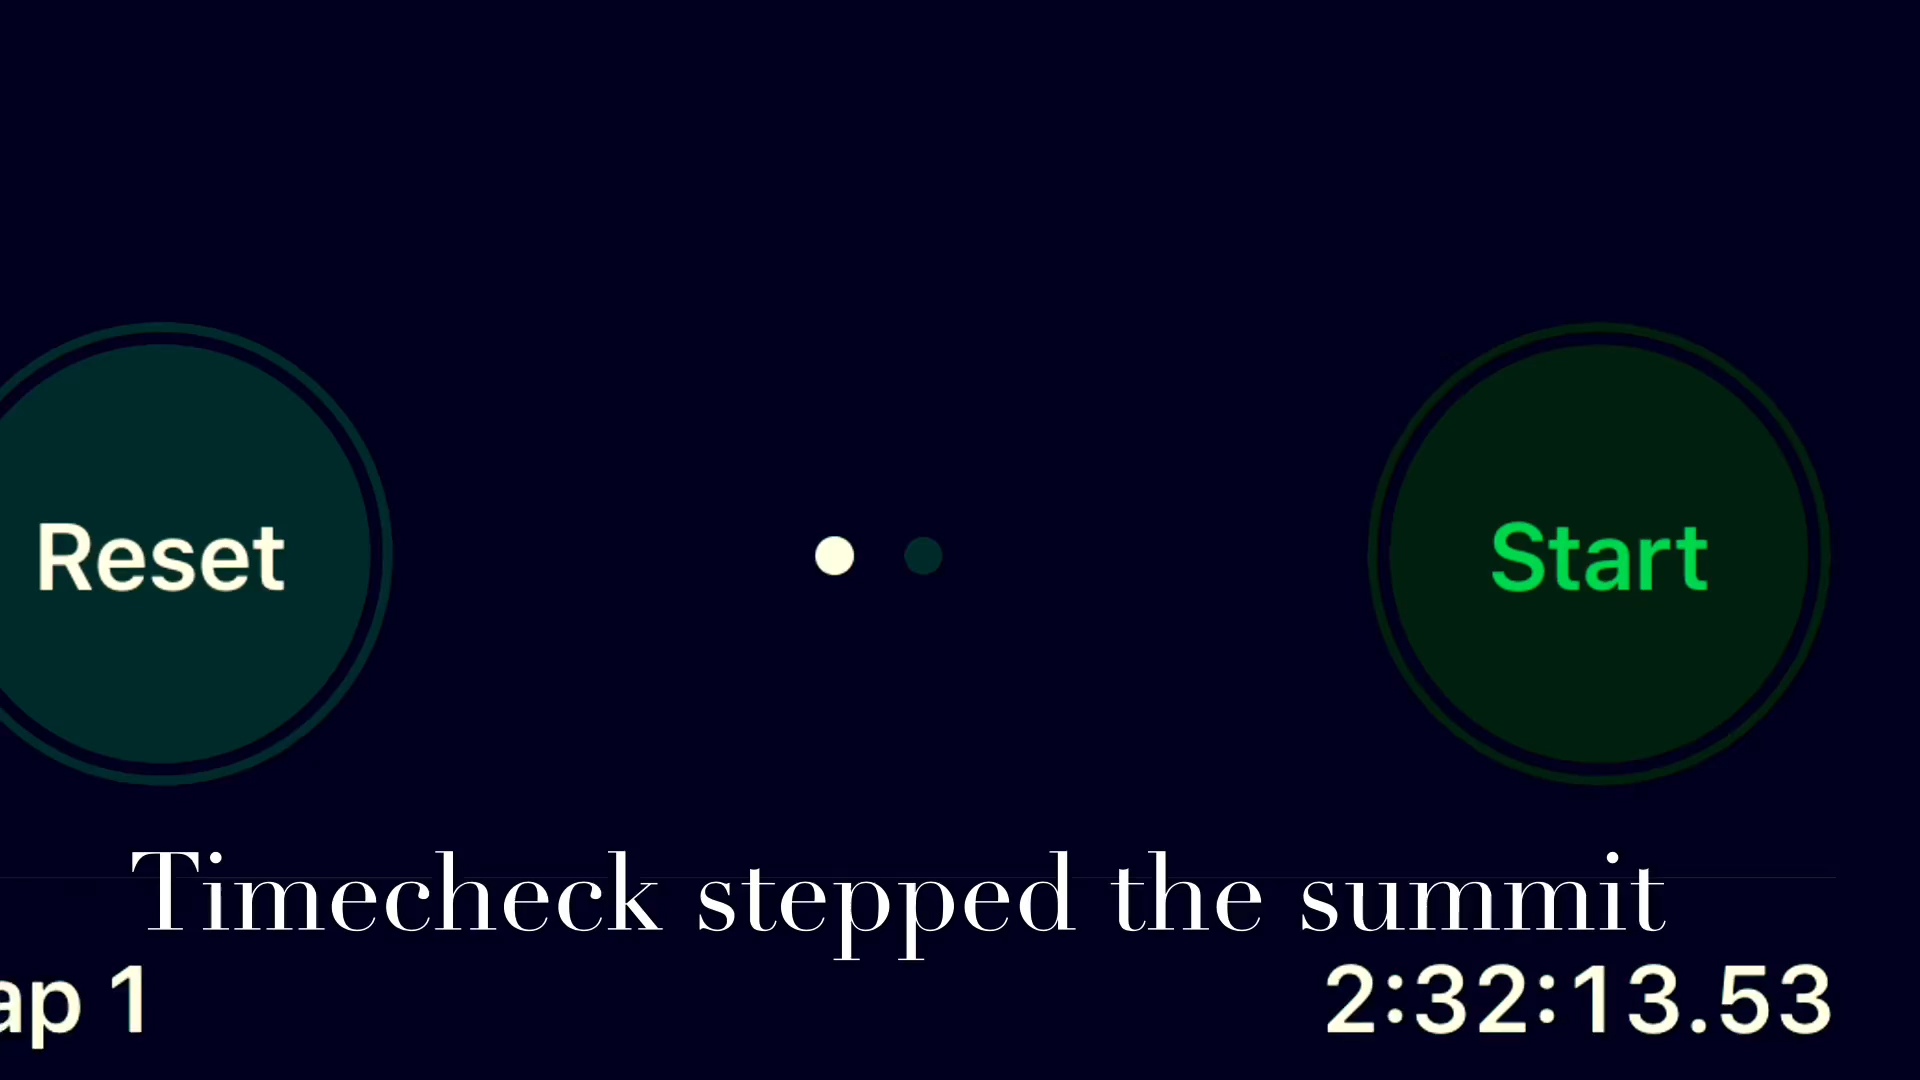 Reset
Start
Timecheck stepped the summit
ap 1
2:32:13.53